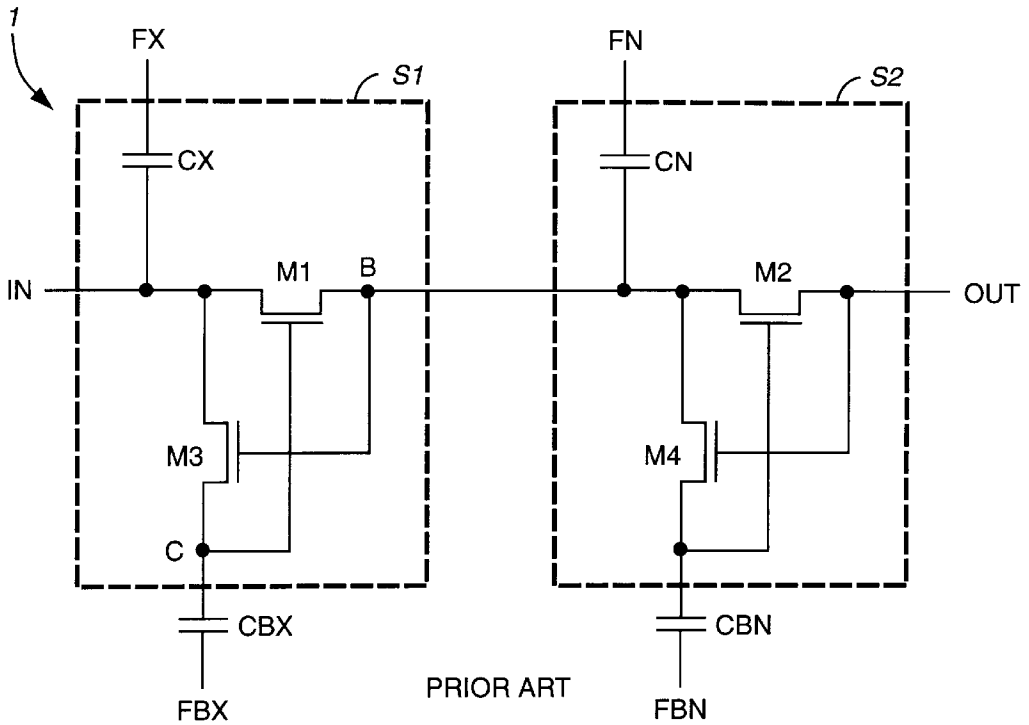 1
FX
FN
S1
S2
CX
CN
M1
B
M2
IN
OUT
M3
M4
C
CBX
CBN
PRIOR ART
FBX
FBN